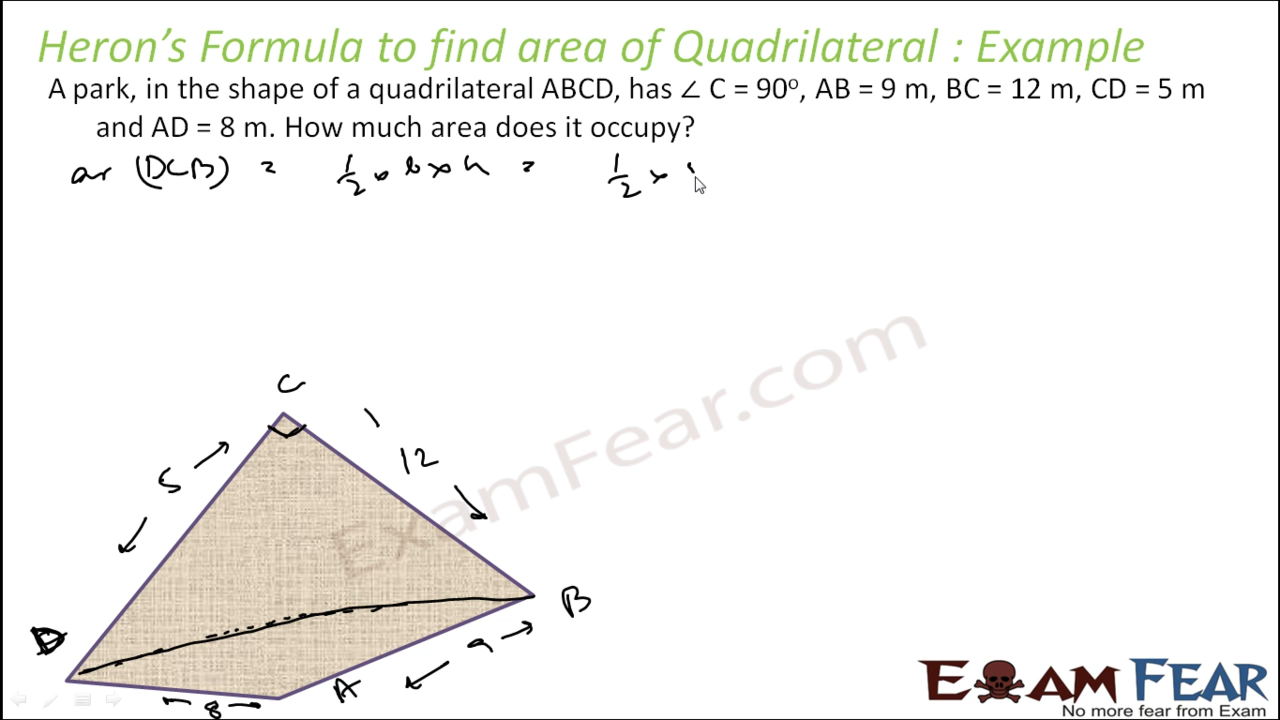 Heron's Formula to find area of Quadrilateral : Example
A park, in the shape of a quadrilateral ABCD, has ∠ C = 90°, AB = 9 m, BC = 12 m, CD = 5 m
and AD = 8 m. How much area does it occupy?
ar (DCB) = 1/2 × b × h = 1/2 ×
C
12
5
ExamFear.com
B
D
9
A
8
EXAM FEAR
No more fear from Exam